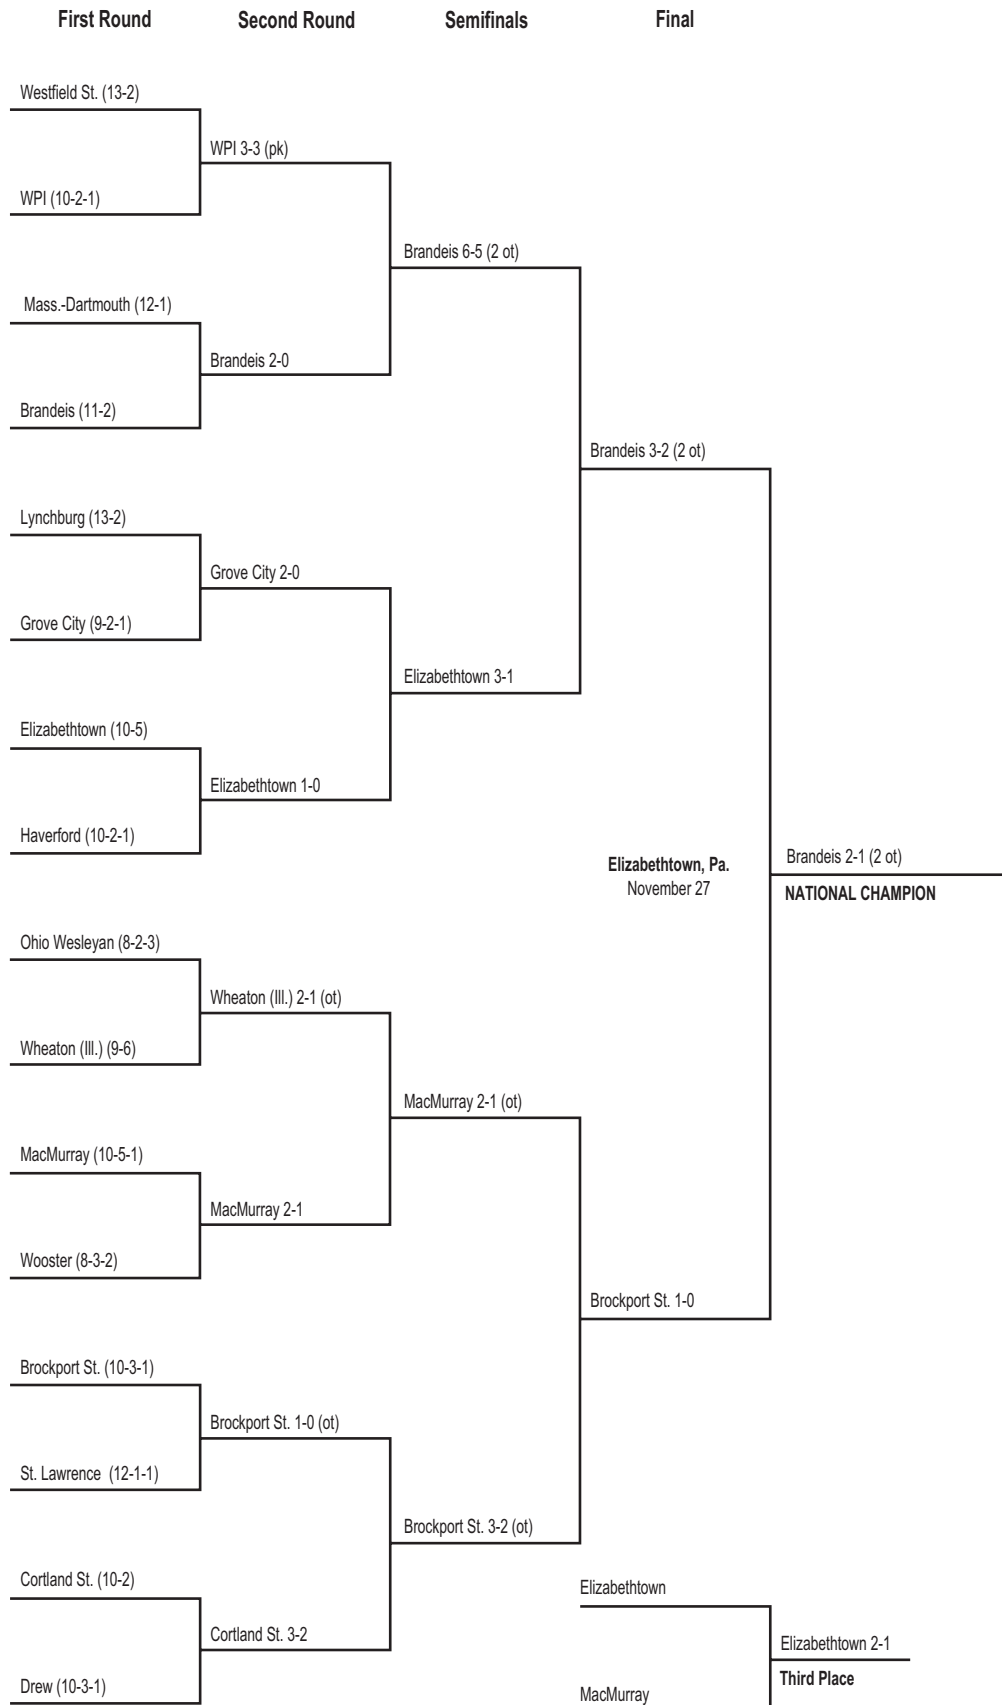 First Round
Second Round
Semifinals
Final
Westfield St. (13-2)
WPI 3-3 (pk)
WPI (10-2-1)
Brandeis 6-5 (2 ot)
Mass.-Dartmouth (12-1)
Brandeis 2-0
Brandeis (11-2)
Brandeis 3-2 (2 ot)
Lynchburg (13-2)
Grove City 2-0
Grove City (9-2-1)
Elizabethtown 3-1
Elizabethtown (10-5)
Elizabethtown 1-0
Haverford (10-2-1)
Elizabethtown, Pa.
November 27
Brandeis 2-1 (2 ot)
NATIONAL CHAMPION
Ohio Wesleyan (8-2-3)
Wheaton (Ill.) 2-1 (ot)
Wheaton (Ill.) (9-6)
MacMurray 2-1 (ot)
MacMurray (10-5-1)
MacMurray 2-1
Wooster (8-3-2)
Brockport St. 1-0
Brockport St. (10-3-1)
Brockport St. 1-0 (ot)
St. Lawrence (12-1-1)
Brockport St. 3-2 (ot)
Cortland St. (10-2)
Cortland St. 3-2
Drew (10-3-1)
Elizabethtown
Elizabethtown 2-1
Third Place
MacMurray